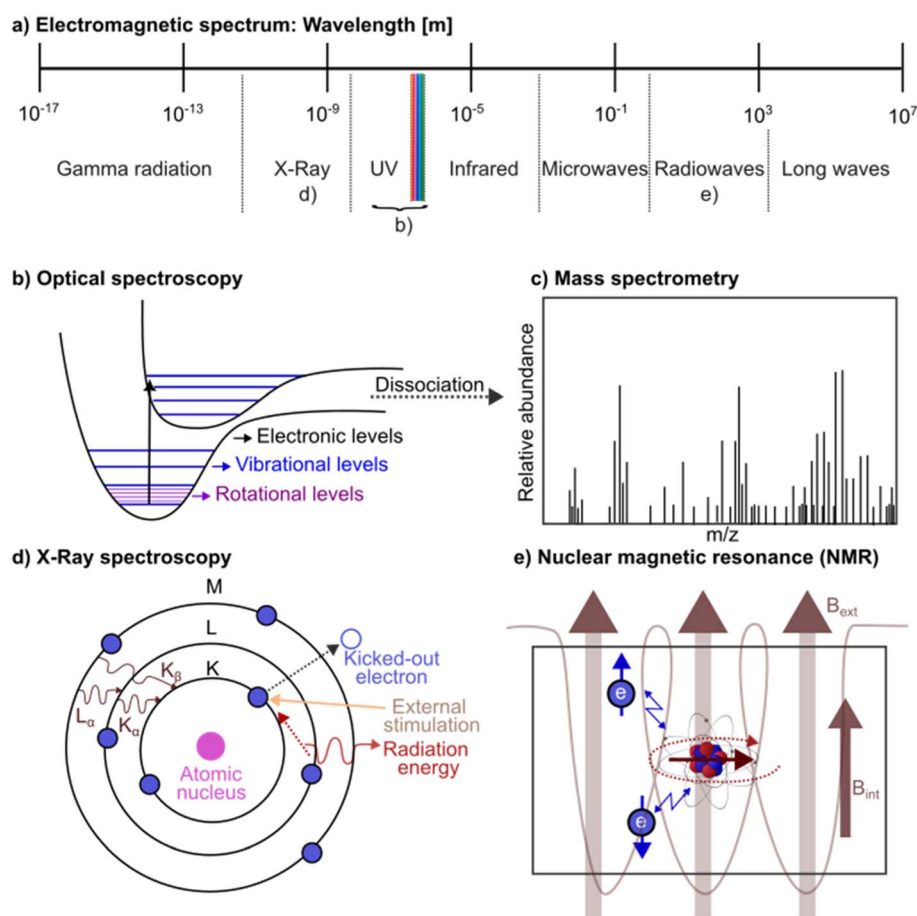 a) Electromagnetic spectrum: Wavelength [m]
10-17 10-13 10-9 10-5 10-1 103 107
Gamma radiation X-Ray UV Infrared Microwaves Radiowaves Long waves
d) e)
b)
b) Optical spectroscopy
Dissociation
Electronic levels
Vibrational levels
Rotational levels
c) Mass spectrometry
Relative abundance
m/z
d) X-Ray spectroscopy
M
L
K
Kβ
Lα
Kα
Kicked-out
electron
External
stimulation
Radiation
energy
Atomic
nucleus
e) Nuclear magnetic resonance (NMR)
Bext
e
e
Bint